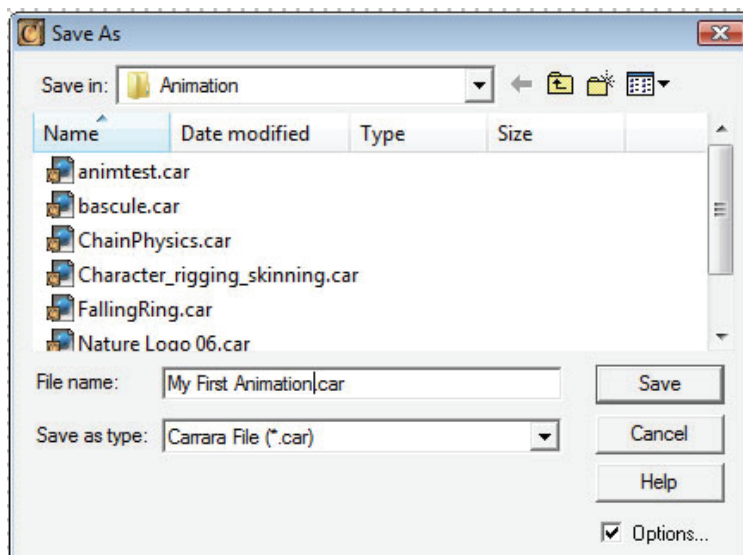 Save As
Save in: Animation
Name Date modified Type Size
animtest.car
bascule.car
ChainPhysics.car
Character_rigging_skinning.car
FallingRing.car
Nature Logo 06.car
File name: My First Animation.car Save
Save as type: Carrara File (*.car) Cancel
Help
Options...